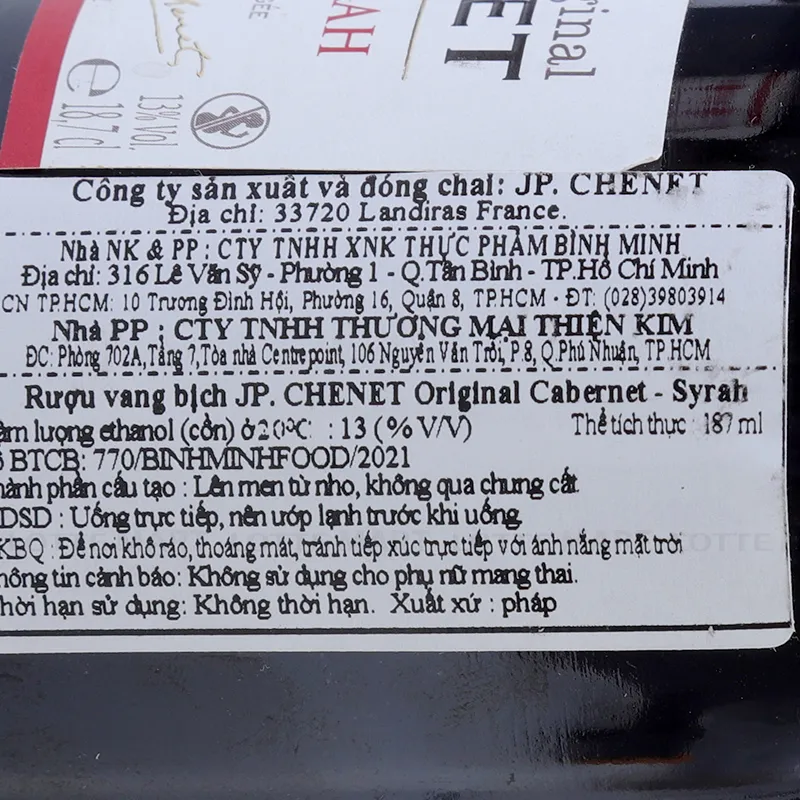 ginal
ET
AH
ÉE
13% Vol.
18,7 cl
e
Công ty sản xuất và đóng chai: JP. CHENET
Địa chỉ: 33720 Landiras France.
Nhà NK & PP : CTY TNHH XNK THỰC PHẨM BÌNH MINH
Địa chỉ: 316 Lê Văn Sỹ - Phường 1 - Q.Tân Bình - TP.Hồ Chí Minh
CN TP.HCM: 10 Trương Đình Hội, Phường 16, Quận 8, TP.HCM - ĐT: (028)39803914
Nhà PP : CTY TNHH THƯƠNG MẠI THIỆN KIM
ĐC: Phòng 702A,Tầng 7,Tòa nhà Centrepoint, 106 Nguyễn Văn Trỗi, P.8, Q.Phú Nhuận, TP.HCM
Rượu vang bịch JP. CHENET Original Cabernet - Syrah
àm lượng ethanol (cồn) ở 20°C : 13 (% V/V) Thể tích thực : 187 ml
ố BTCB: 770/BINHMINHFOOD/2021
hành phần cấu tạo : Lên men từ nho, không qua chưng cất.
DSD : Uống trực tiếp, nên ướp lạnh trước khi uống.
KBQ : Để nơi khô ráo, thoáng mát, tránh tiếp xúc trực tiếp với ánh nắng mặt trời
hông tin cảnh báo: Không sử dụng cho phụ nữ mang thai.
hời hạn sử dụng: Không thời hạn. Xuất xứ : pháp